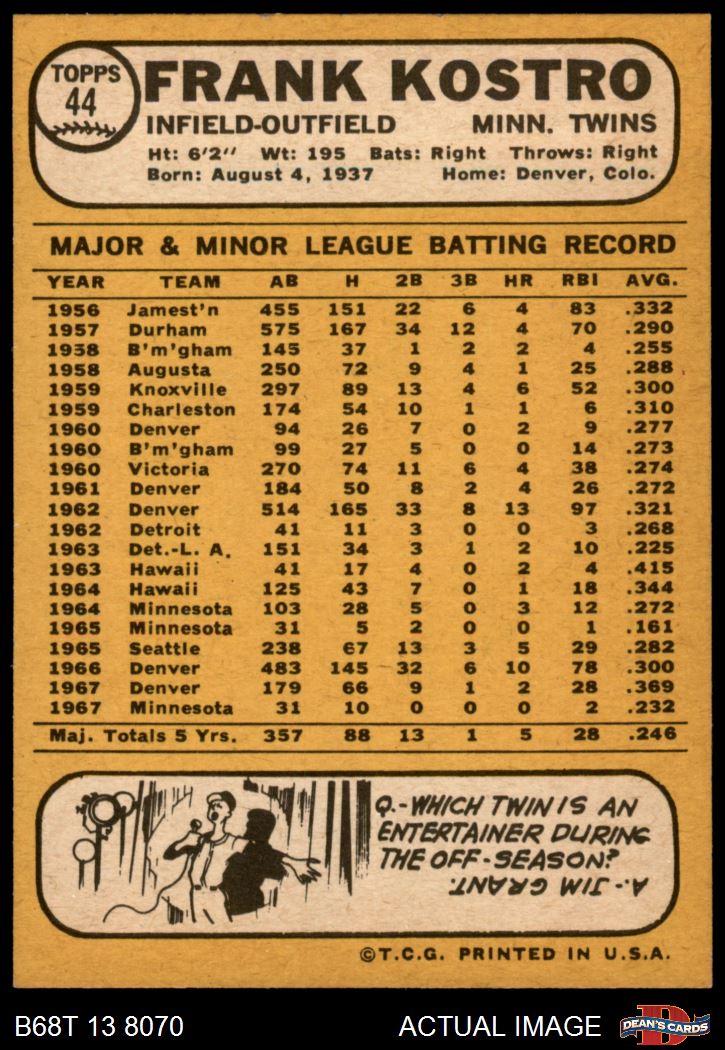 TOPPS
44
FRANK KOSTRO
INFIELD-OUTFIELD MINN. TWINS
Ht: 6'2" Wt: 195 Bats: Right Throws: Right
Born: August 4, 1937 Home: Denver, Colo.
MAJOR & MINOR LEAGUE BATTING RECORD
YEAR TEAM AB H 2B 3B HR RBI AVG.
1956 Jamest'n 455 151 22 6 4 83 .332
1957 Durham 575 167 34 12 4 70 .290
1958 B'm'gham 145 37 1 2 2 4 .255
1958 Augusta 250 72 9 4 1 25 .288
1959 Knoxville 297 89 13 4 6 52 .300
1959 Charleston 174 54 10 1 1 6 .310
1960 Denver 94 26 7 0 2 9 .277
1960 B'm'gham 99 27 5 0 0 14 .273
1960 Victoria 270 74 11 6 4 38 .274
1961 Denver 184 50 8 2 4 26 .272
1962 Denver 514 165 33 8 13 97 .321
1962 Detroit 41 11 3 0 0 3 .268
1963 Det.-L. A. 151 34 3 1 2 10 .225
1963 Hawaii 41 17 4 0 2 4 .415
1964 Hawaii 125 43 7 0 1 18 .344
1964 Minnesota 103 28 5 0 3 12 .272
1965 Minnesota 31 5 2 0 0 1 .161
1965 Seattle 238 67 13 3 5 29 .282
1966 Denver 483 145 32 6 10 78 .300
1967 Denver 179 66 9 1 2 28 .369
1967 Minnesota 31 10 0 0 0 2 .232
Maj. Totals 5 Yrs. 357 88 13 1 5 28 .246
Q.-WHICH TWIN IS AN
ENTERTAINER DURING
THE OFF-SEASON?
A.-JIM GRANT.
©T.C.G. PRINTED IN U.S.A.
B68T 13 8070 ACTUAL IMAGE
D
DEAN'S CARDS